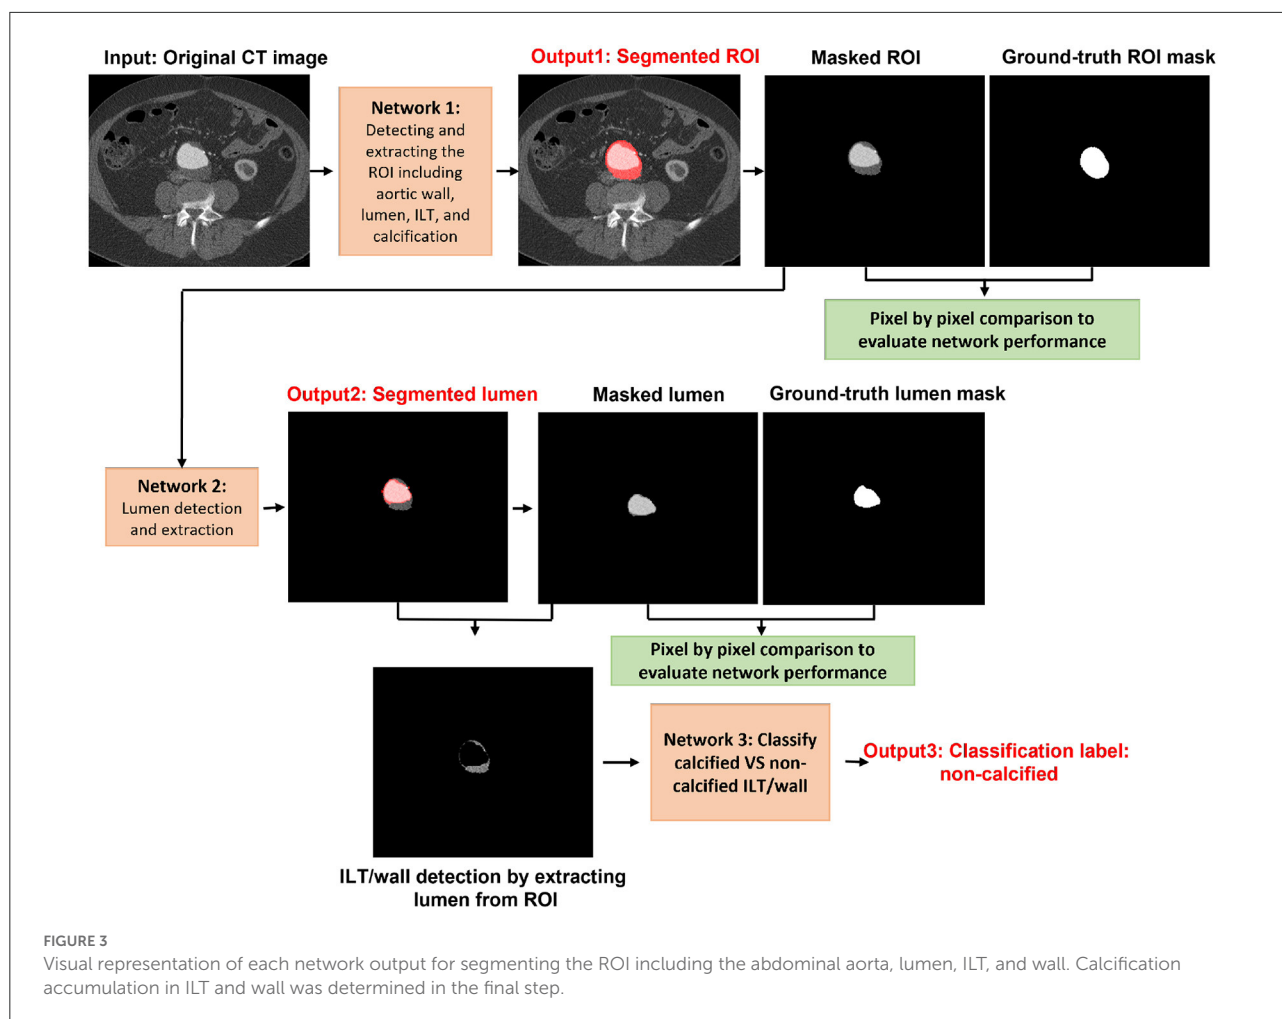 Input: Original CT image
Output1: Segmented ROI
Masked ROI
Ground-truth ROI mask
Network 1:
Detecting and
extracting the
ROI including
aortic wall,
lumen, ILT, and
calcification
Pixel by pixel comparison to
evaluate network performance
Output2: Segmented lumen
Masked lumen
Ground-truth lumen mask
Network 2:
Lumen detection
and extraction
Pixel by pixel comparison to
evaluate network performance
Network 3: Classify
calcified VS non-
calcified ILT/wall
Output3: Classification label:
non-calcified
ILT/wall detection by extracting
lumen from ROI
FIGURE 3
Visual representation of each network output for segmenting the ROI including the abdominal aorta, lumen, ILT, and wall. Calcification
accumulation in ILT and wall was determined in the final step.